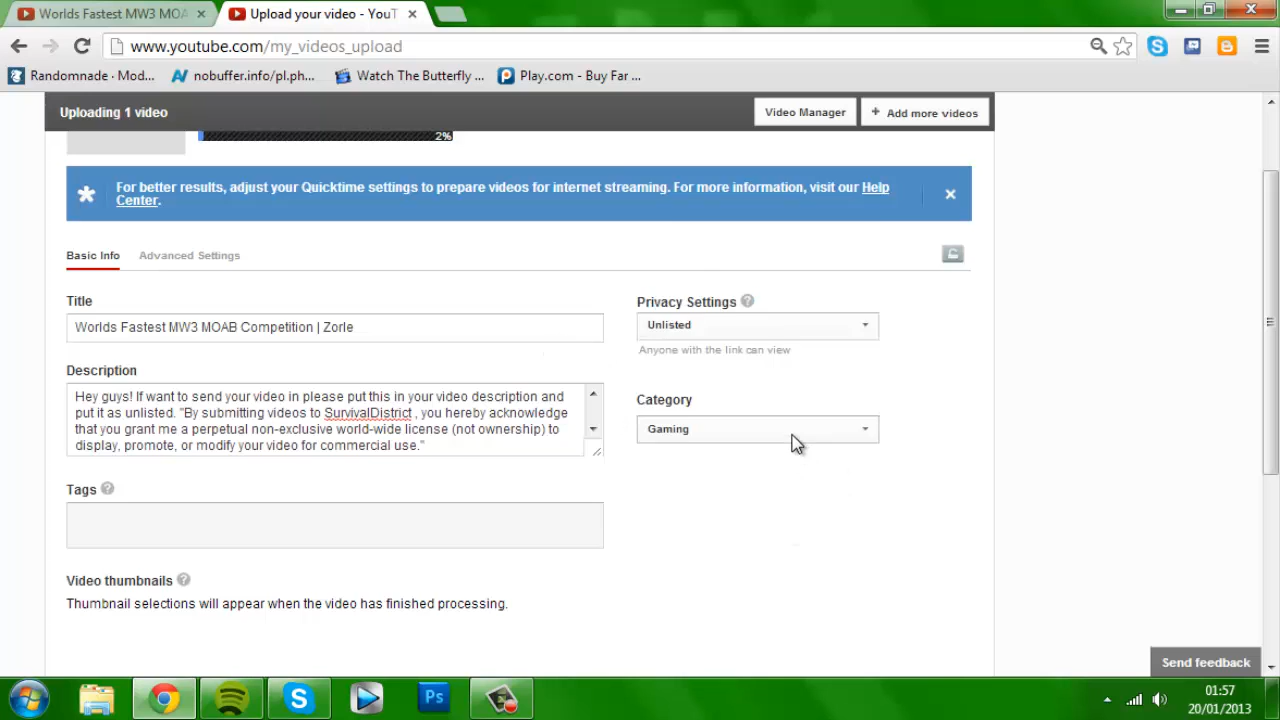 Worlds Fastest MW3 MOA
Upload your video - YouT
www.youtube.com/my_videos_upload
Randomnade · Mod...
nobuffer.info/pl.ph...
Watch The Butterfly ...
Play.com - Buy Far ...
Uploading 1 video
Video Manager
+ Add more videos
2%
For better results, adjust your Quicktime settings to prepare videos for internet streaming. For more information, visit our Help
Center.
Basic Info
Advanced Settings
Title
Worlds Fastest MW3 MOAB Competition | Zorle
Privacy Settings ?
Unlisted
Anyone with the link can view
Description
Hey guys! If want to send your video in please put this in your video description and
put it as unlisted. "By submitting videos to SurvivalDistrict , you hereby acknowledge
that you grant me a perpetual non-exclusive world-wide license (not ownership) to
display, promote, or modify your video for commercial use."
Category
Gaming
Tags ?
Video thumbnails ?
Thumbnail selections will appear when the video has finished processing.
Send feedback
Ps
01:57
20/01/2013